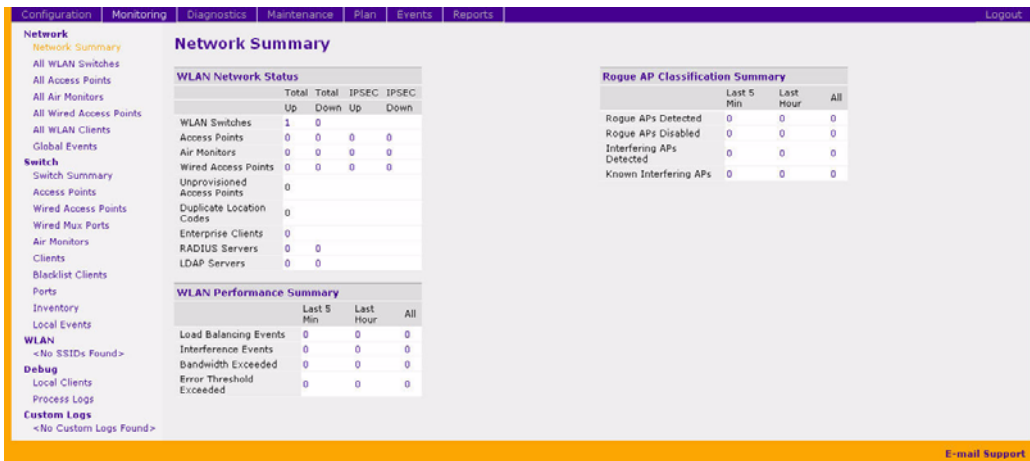 Configuration Monitoring Diagnostics Maintenance Plan Events Reports Logout
Network
Network Summary
All WLAN Switches
All Access Points
All Air Monitors
All Wired Access Points
All WLAN Clients
Global Events
Switch
Switch Summary
Access Points
Wired Access Points
Wired Mux Ports
Air Monitors
Clients
Blacklist Clients
Ports
Inventory
Local Events
WLAN
<No SSIDs Found>
Debug
Local Clients
Process Logs
Custom Logs
<No Custom Logs Found>
Network Summary
WLAN Network Status
Total Total IPSEC IPSEC
Up Down Up Down
WLAN Switches 1 0
Access Points 0 0 0 0
Air Monitors 0 0 0 0
Wired Access Points 0 0 0 0
Unprovisioned
Access Points 0
Duplicate Location
Codes 0
Enterprise Clients 0
RADIUS Servers 0 0
LDAP Servers 0 0
WLAN Performance Summary
Last 5 Last All
Min Hour
Load Balancing Events 0 0 0
Interference Events 0 0 0
Bandwidth Exceeded 0 0 0
Error Threshold
Exceeded 0 0 0
Rogue AP Classification Summary
Last 5 Last All
Min Hour
Rogue APs Detected 0 0 0
Rogue APs Disabled 0 0 0
Interfering APs
Detected 0 0 0
Known Interfering APs 0 0 0
E-mail Support